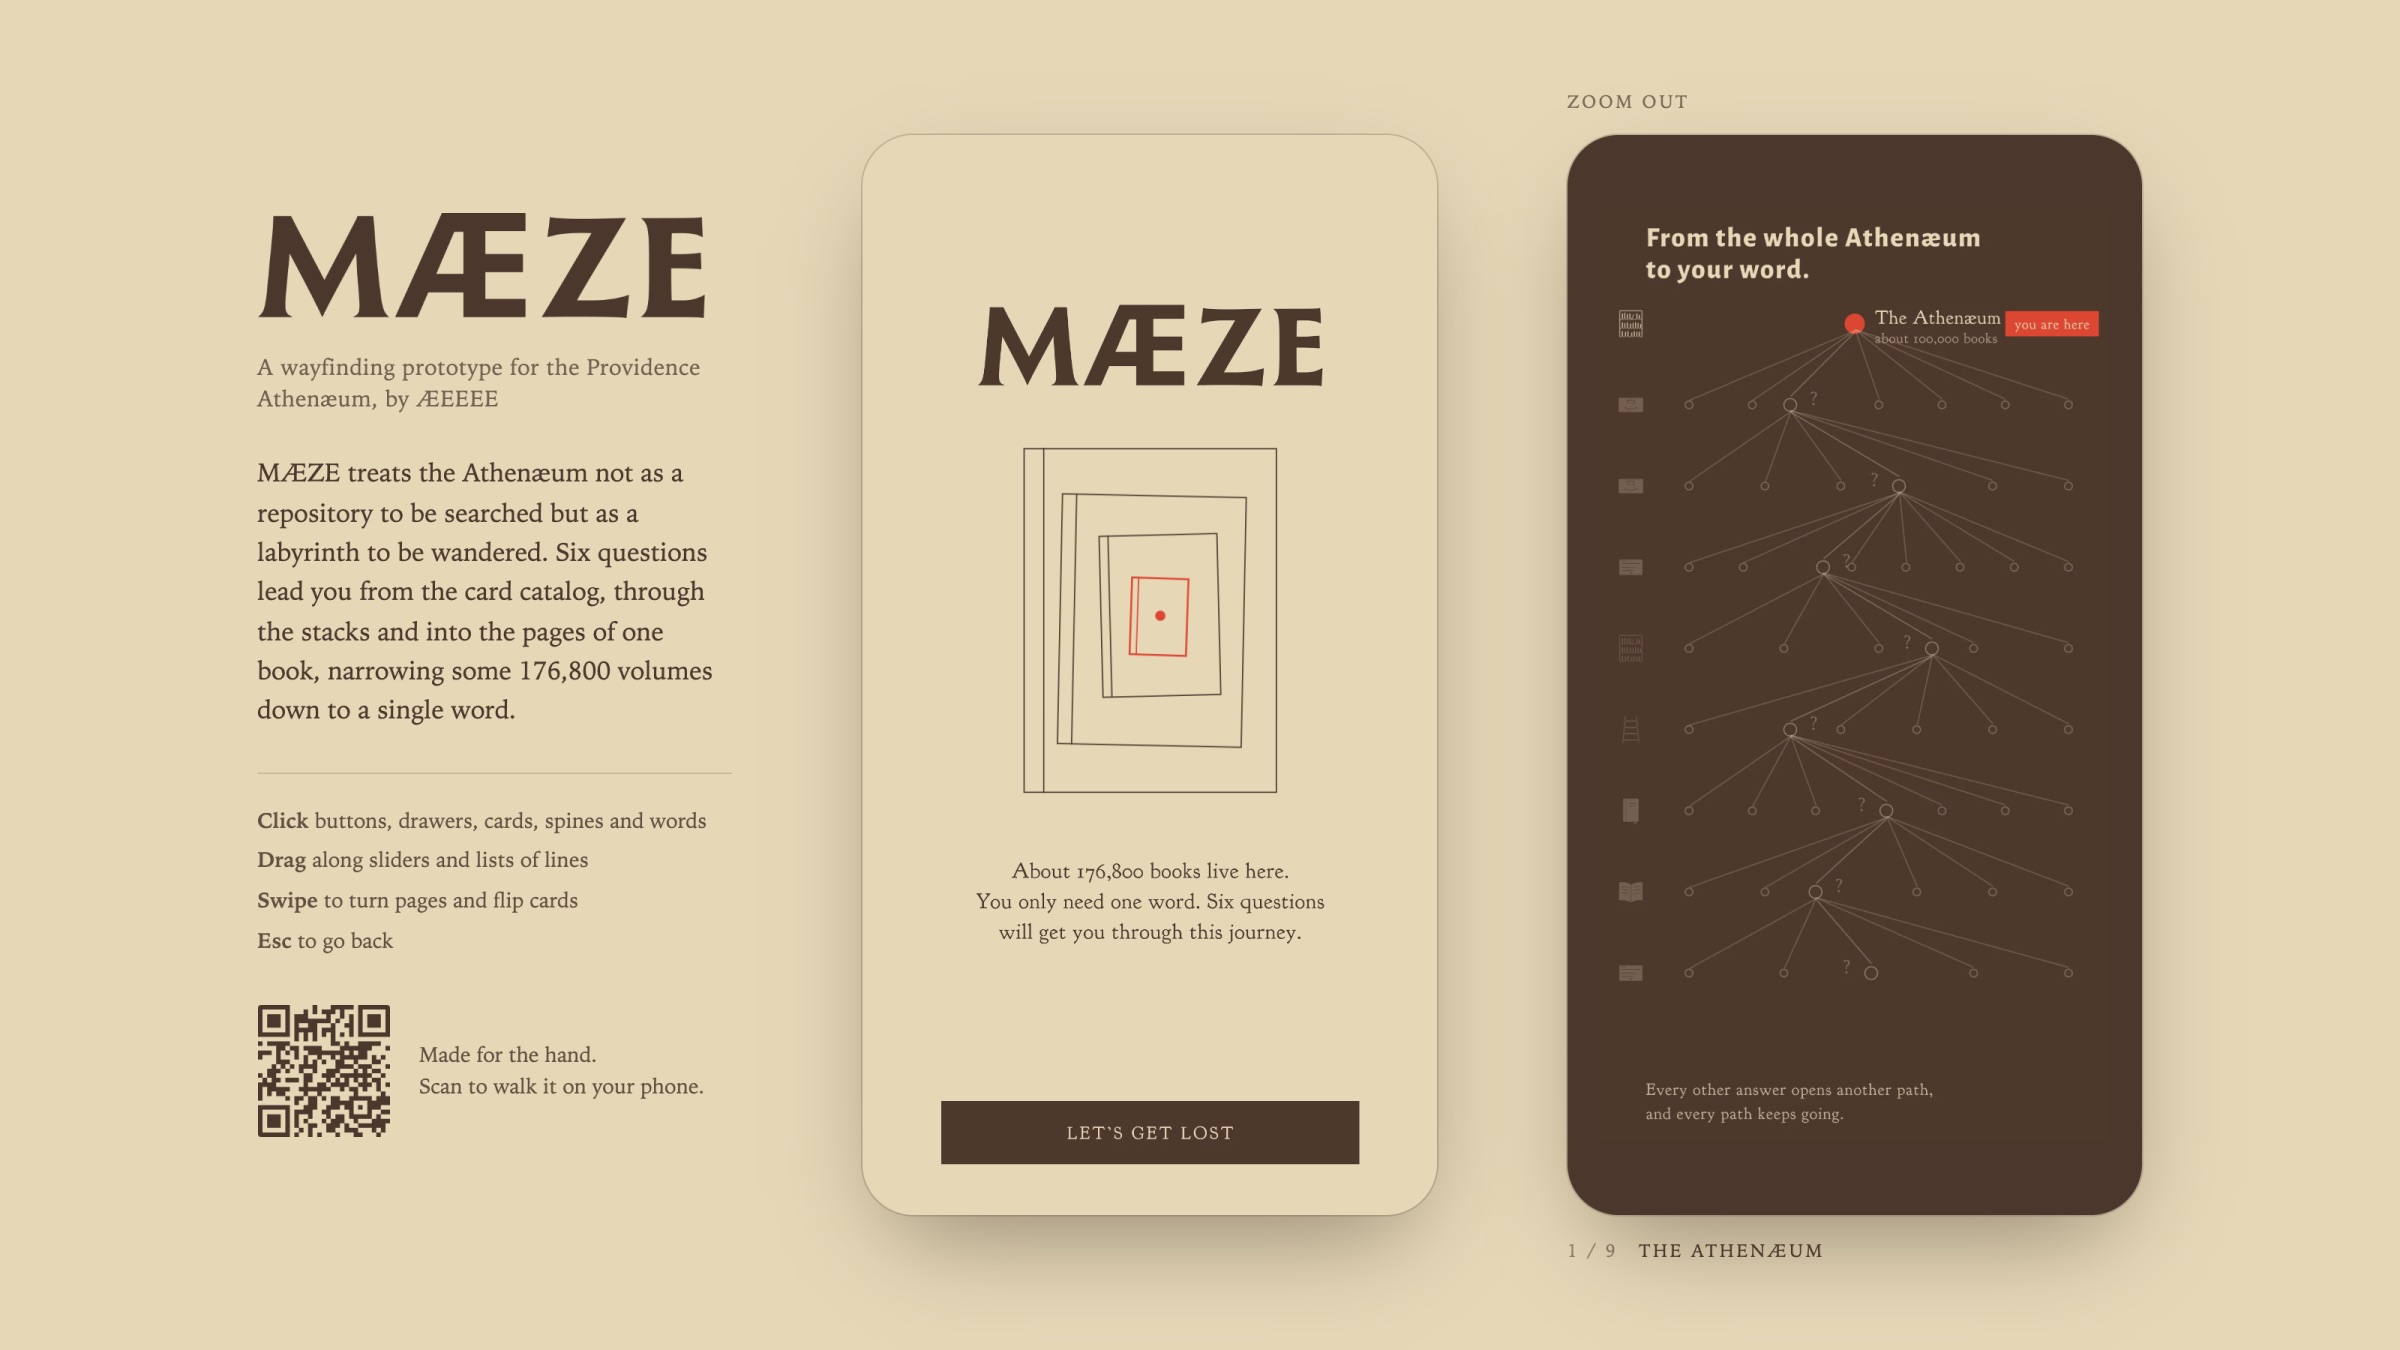 MÆZE
A wayfinding prototype for the Providence
Athenæum, by ÆEEEE
MÆZE treats the Athenæum not as a
repository to be searched but as a
labyrinth to be wandered. Six questions
lead you from the card catalog, through
the stacks and into the pages of one
book, narrowing some 176,800 volumes
down to a single word.
Click buttons, drawers, cards, spines and words
Drag along sliders and lists of lines
Swipe to turn pages and flip cards
Esc to go back
Made for the hand.
Scan to walk it on your phone.
MÆZE
About 176,800 books live here.
You only need one word. Six questions
will get you through this journey.
LET'S GET LOST
ZOOM OUT
From the whole Athenæum
to your word.
The Athenæum you are here
about 100,000 books
?
?
?
?
?
?
?
?
Every other answer opens another path,
and every path keeps going.
1 / 9 THE ATHENÆUM